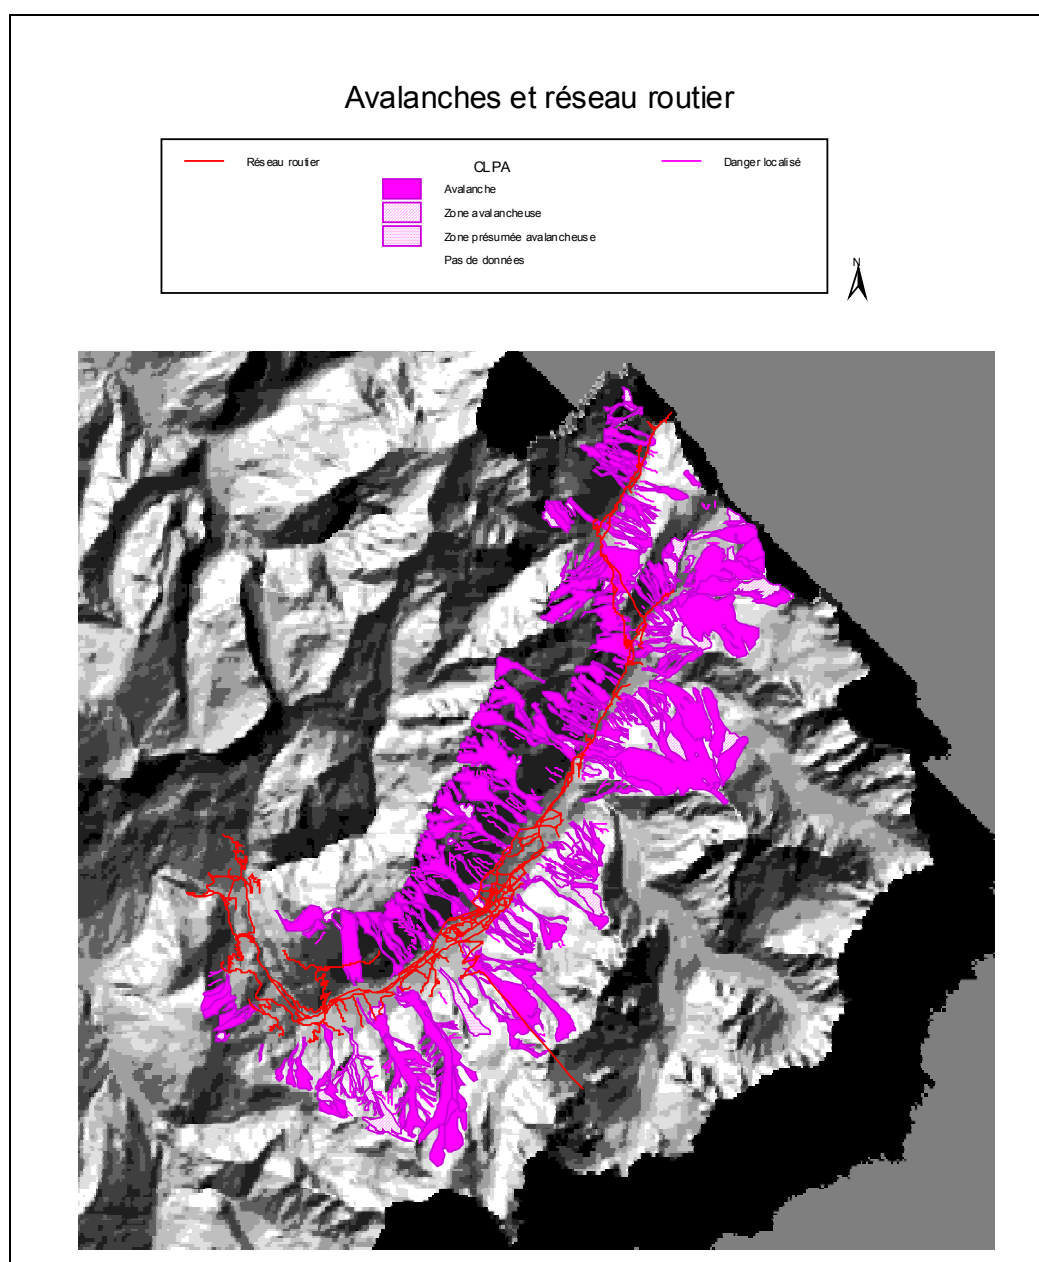 Avalanches et réseau routier
Réseau routier
CLPA
Danger localisé
Avalanche
Zone avalancheuse
Zone présumée avalancheuse
Pas de données
N